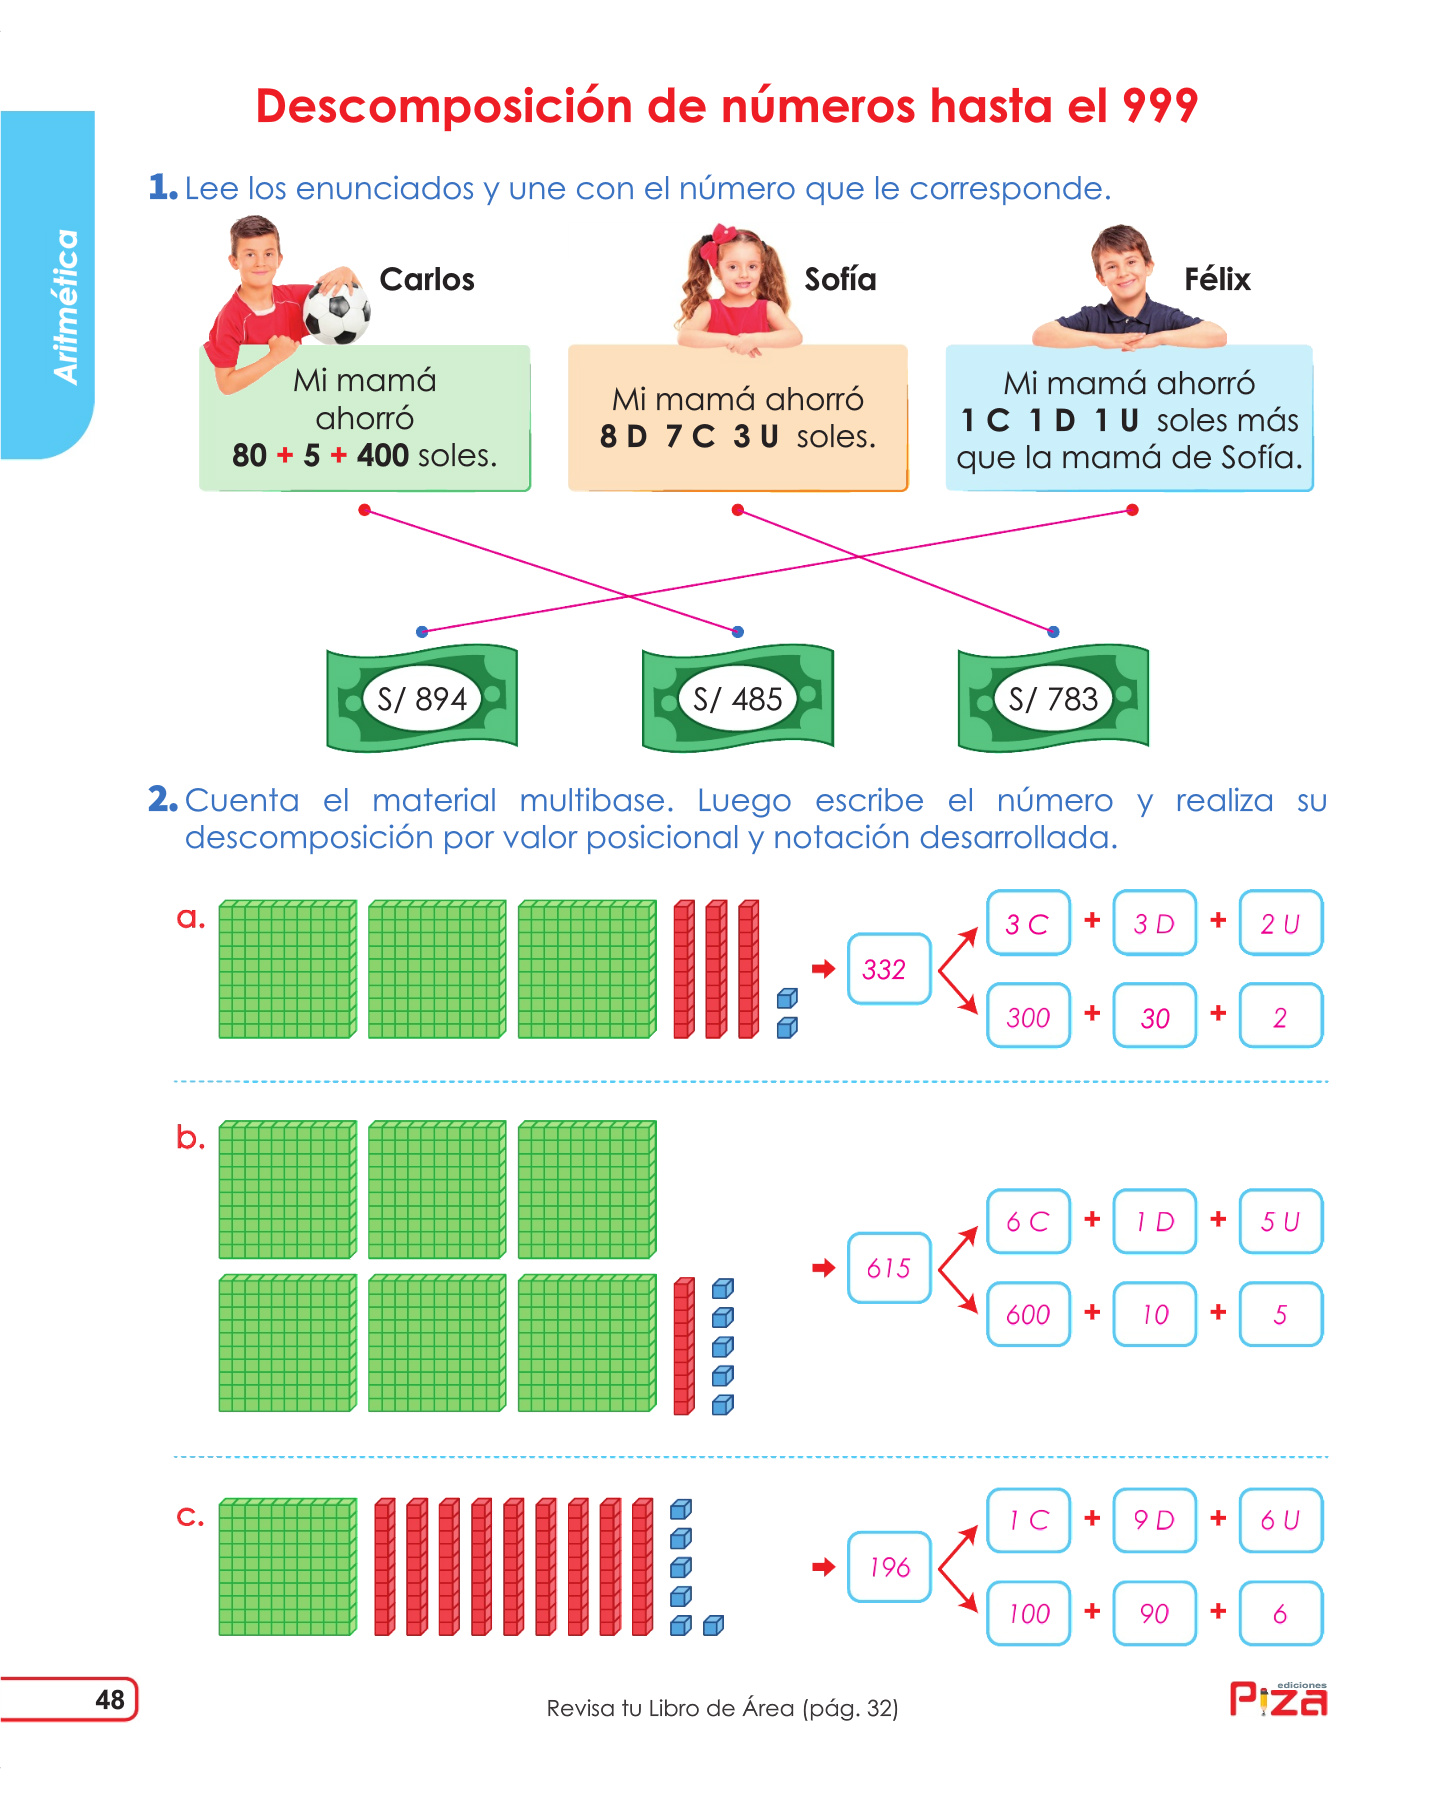 Descomposición de números hasta el 999
Aritmética
1. Lee los enunciados y une con el número que le corresponde.
Carlos
Sofía
Félix
Mi mamá
ahorró
80 + 5 + 400 soles.
Mi mamá ahorró
8 D 7 C 3 U soles.
Mi mamá ahorró
1 C 1 D 1 U soles más
que la mamá de Sofía.
S/ 894
S/ 485
S/ 783
2. Cuenta el material multibase. Luego escribe el número y realiza su
descomposición por valor posicional y notación desarrollada.
a.
332
3 C + 3 D + 2 U
300 + 30 + 2
b.
615
6 C + 1 D + 5 U
600 + 10 + 5
c.
196
1 C + 9 D + 6 U
100 + 90 + 6
48
Revisa tu Libro de Área (pág. 32)
ediciones
Piza